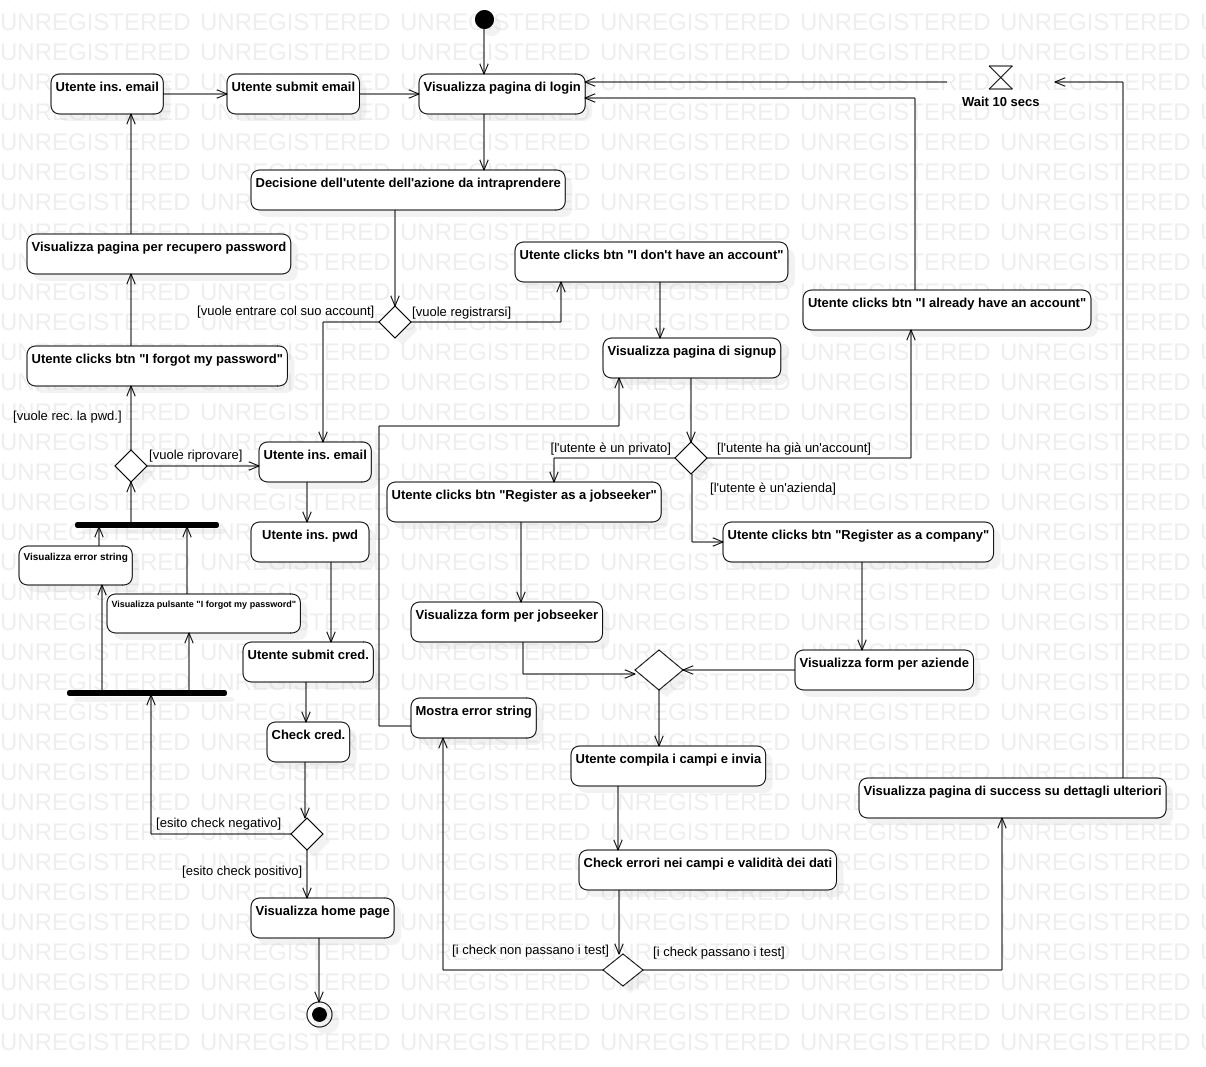 Utente ins. email
Utente submit email
Visualizza pagina di login
Wait 10 secs
Decisione dell'utente dell'azione da intraprendere
Visualizza pagina per recupero password
Utente clicks btn "I don't have an account"
Utente clicks btn "I already have an account"
[vuole entrare col suo account]
[vuole registrarsi]
Utente clicks btn "I forgot my password"
Visualizza pagina di signup
[vuole rec. la pwd.]
[vuole riprovare]
Utente ins. email
[l'utente è un privato]
[l'utente ha già un'account]
[l'utente è un'azienda]
Utente clicks btn "Register as a jobseeker"
Utente ins. pwd
Utente clicks btn "Register as a company"
Visualizza error string
Visualizza pulsante "I forgot my password"
Visualizza form per jobseeker
Utente submit cred.
Visualizza form per aziende
Mostra error string
Check cred.
Utente compila i campi e invia
Visualizza pagina di success su dettagli ulteriori
[esito check negativo]
Check errori nei campi e validità dei dati
[esito check positivo]
Visualizza home page
[i check non passano i test]
[i check passano i test]
UNREGISTERED